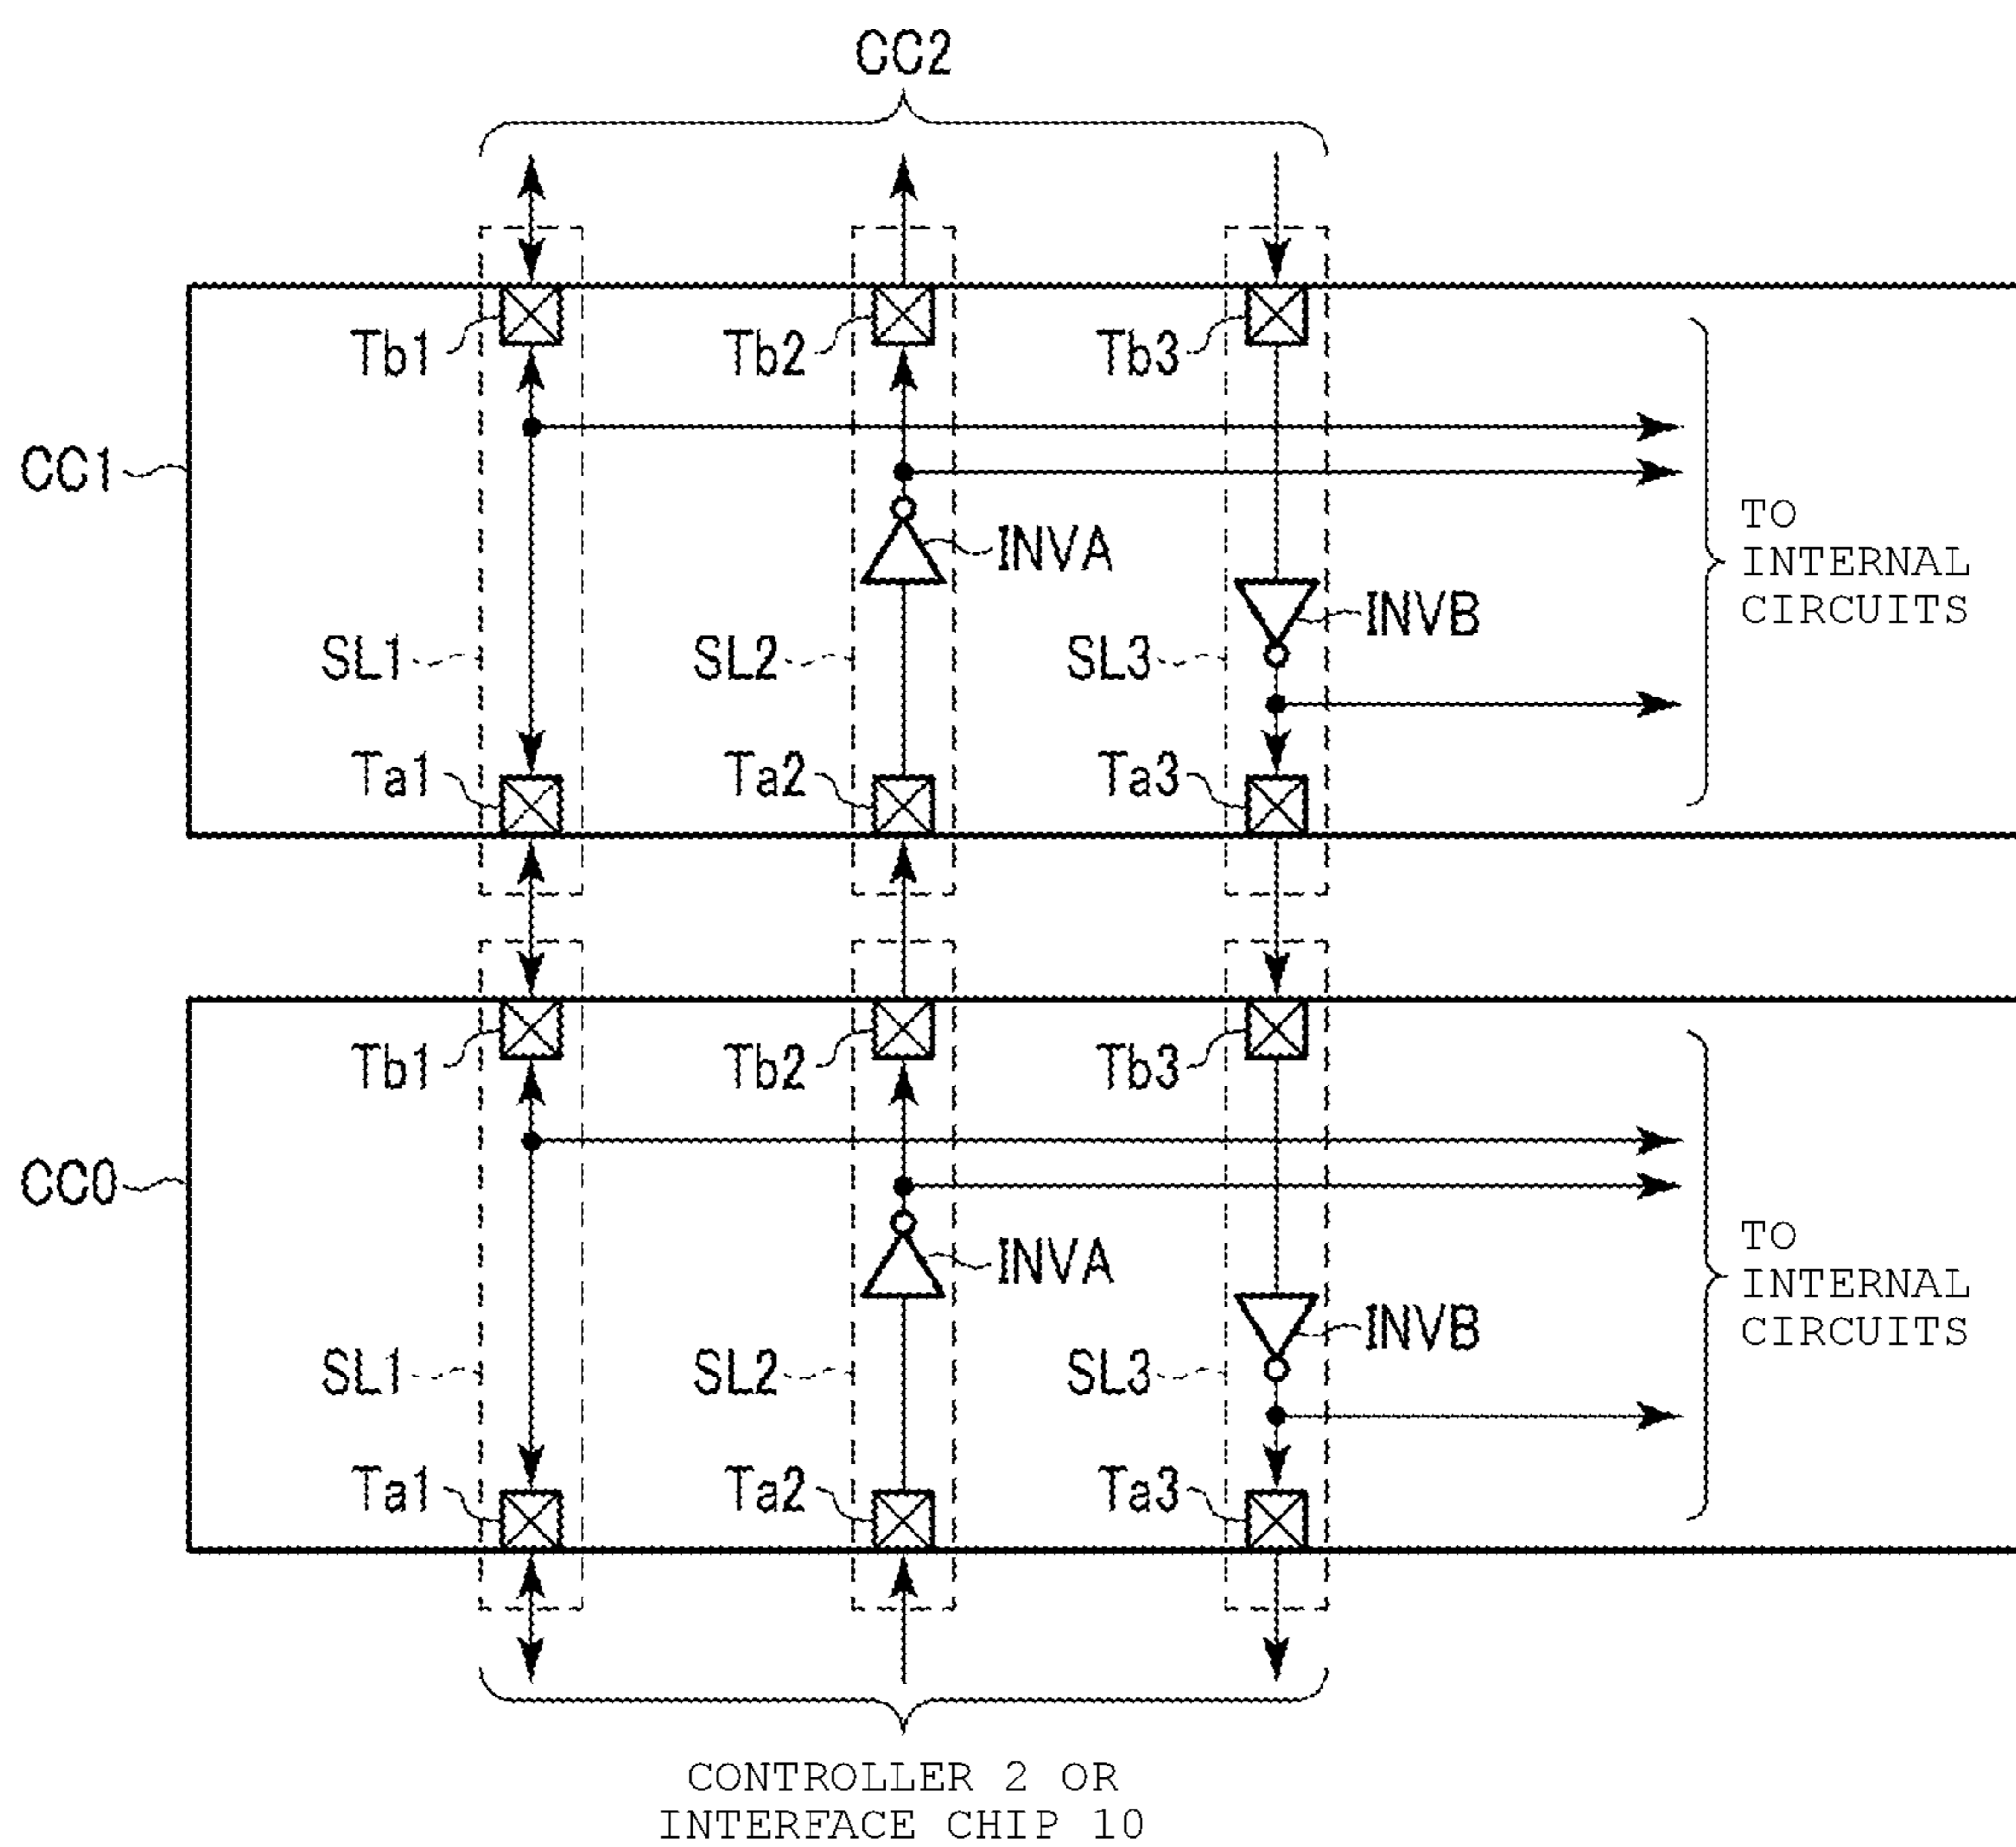 CC2
Tb1
Tb2
Tb3
CC1
INVA
TO
INTERNAL
CIRCUITS
INVB
SL1
SL2
SL3
Ta1
Ta2
Ta3
Tb1
Tb2
Tb3
CC0
INVA
TO
INTERNAL
CIRCUITS
INVB
SL1
SL2
SL3
Ta1
Ta2
Ta3
CONTROLLER 2 OR
INTERFACE CHIP 10